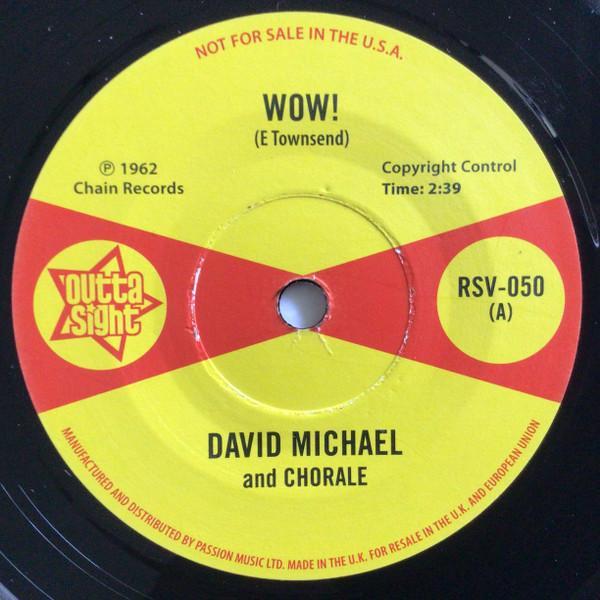 NOT FOR SALE IN THE U.S.A.
WOW!
(E Townsend)
℗ 1962
Chain Records
Copyright Control
Time: 2:39
outta
sight
RSV-050
(A)
DAVID MICHAEL
and CHORALE
MANUFACTURED AND DISTRIBUTED BY PASSION MUSIC LTD. MADE IN THE U.K. FOR RESALE IN THE U.K. AND EUROPEAN UNION